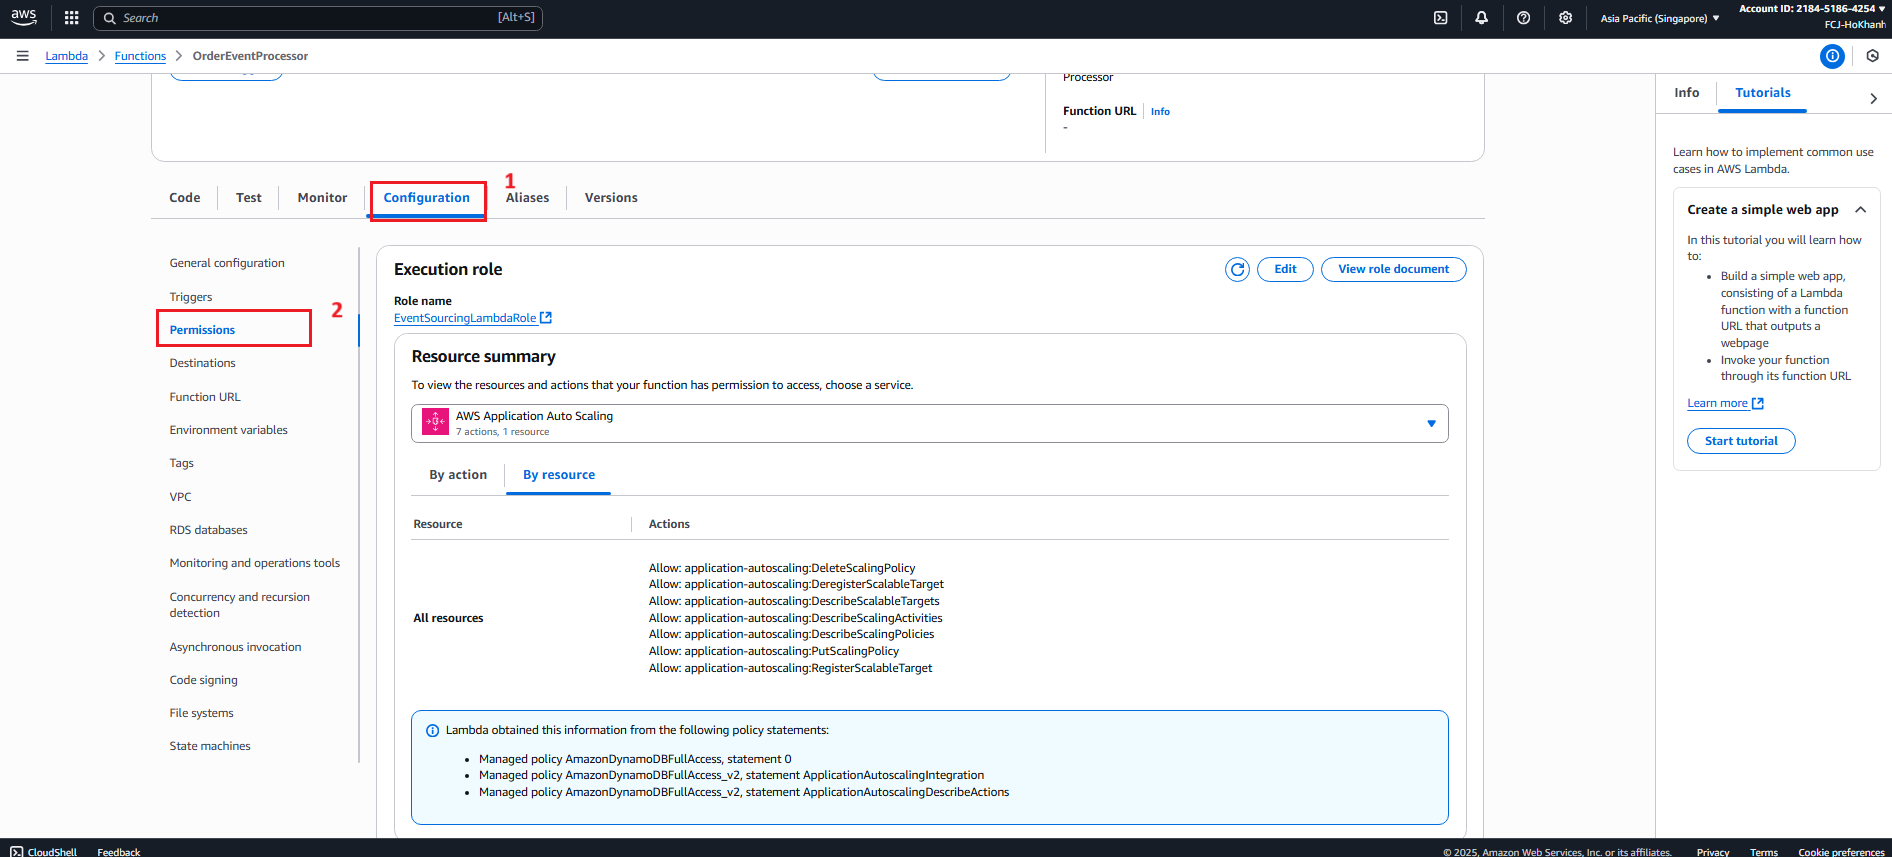 aws
Search
[Alt+S]
Asia Pacific (Singapore)
Account ID: 2184-5186-4254
FCJ-HoKhanh
Lambda
Functions
OrderEventProcessor
Processor
Function URL
Info
-
Info
Tutorials
Learn how to implement common use
cases in AWS Lambda.
Create a simple web app
In this tutorial you will learn how
to:
Build a simple web app,
consisting of a Lambda
function with a function
URL that outputs a
webpage
Invoke your function
through its function URL
Learn more
Start tutorial
1
Code
Test
Monitor
Configuration
Aliases
Versions
General configuration
Triggers
Permissions
2
Destinations
Function URL
Environment variables
Tags
VPC
RDS databases
Monitoring and operations tools
Concurrency and recursion
detection
Asynchronous invocation
Code signing
File systems
State machines
Execution role
Edit
View role document
Role name
EventSourcingLambdaRole
Resource summary
To view the resources and actions that your function has permission to access, choose a service.
AWS Application Auto Scaling
7 actions, 1 resource
By action
By resource
Resource
Actions
All resources
Allow: application-autoscaling:DeleteScalingPolicy
Allow: application-autoscaling:DeregisterScalableTarget
Allow: application-autoscaling:DescribeScalableTargets
Allow: application-autoscaling:DescribeScalingActivities
Allow: application-autoscaling:DescribeScalingPolicies
Allow: application-autoscaling:PutScalingPolicy
Allow: application-autoscaling:RegisterScalableTarget
Lambda obtained this information from the following policy statements:
Managed policy AmazonDynamoDBFullAccess, statement 0
Managed policy AmazonDynamoDBFullAccess_v2, statement ApplicationAutoscalingIntegration
Managed policy AmazonDynamoDBFullAccess_v2, statement ApplicationAutoscalingDescribeActions
CloudShell
Feedback
© 2025, Amazon Web Services, Inc. or its affiliates.
Privacy
Terms
Cookie preferences